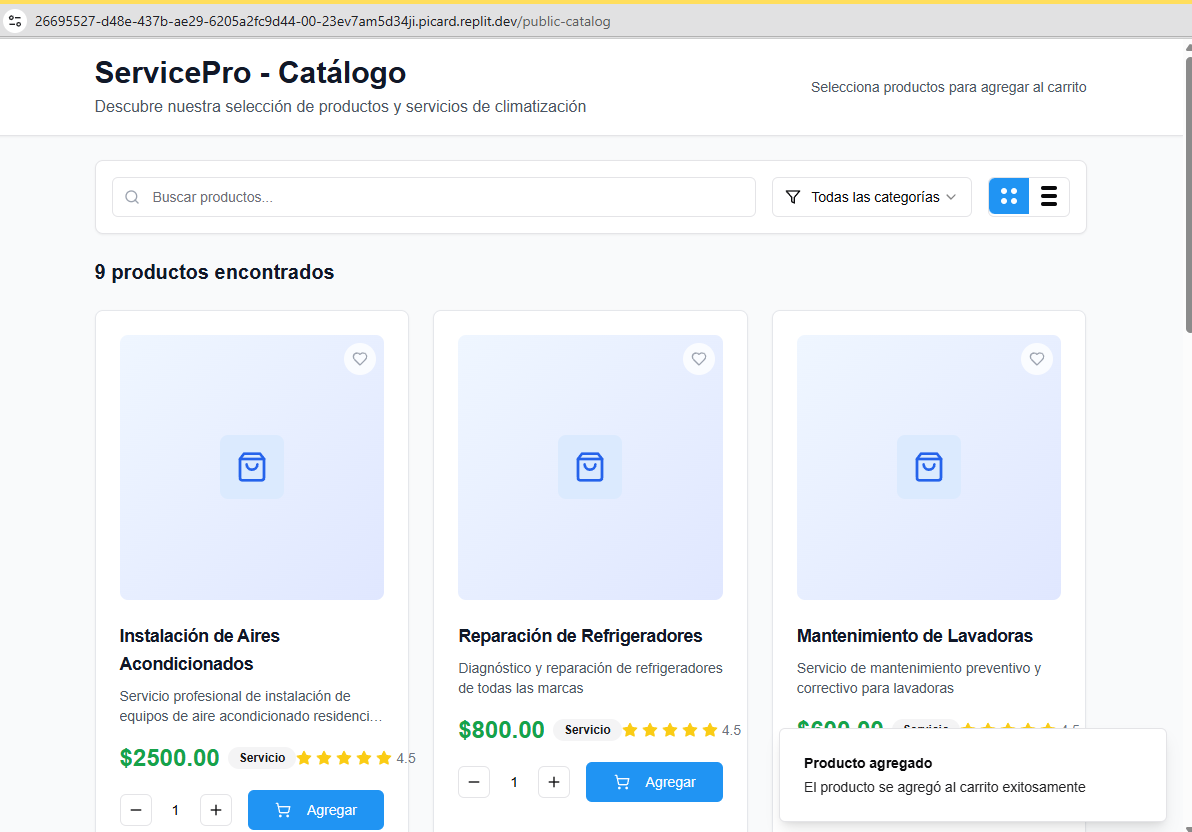 26695527-d48e-437b-ae29-6205a2fc9d44-00-23ev7am5d34ji.picard.replit.dev/public-catalog
ServicePro - Catálogo
Descubre nuestra selección de productos y servicios de climatización
Selecciona productos para agregar al carrito
Buscar productos...
Todas las categorías
9 productos encontrados
Instalación de Aires
Acondicionados
Servicio profesional de instalación de
equipos de aire acondicionado residenci...
$2500.00 Servicio 4.5
1
Agregar
Reparación de Refrigeradores
Diagnóstico y reparación de refrigeradores
de todas las marcas
$800.00 Servicio 4.5
1
Agregar
Mantenimiento de Lavadoras
Servicio de mantenimiento preventivo y
correctivo para lavadoras
$600.00 Servicio 4.5
Producto agregado
El producto se agregó al carrito exitosamente